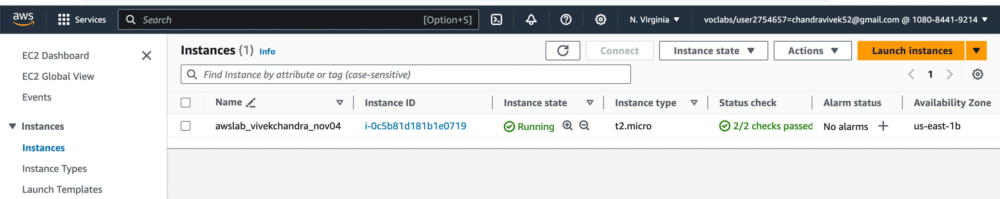 aws Services Search [Option+S] N. Virginia voclabs/user2754657=chandravivek52@gmail.com @ 1080-8441-9214
EC2 Dashboard
EC2 Global View
Events
Instances
Instances
Instance Types
Launch Templates
Instances (1) Info Connect Instance state Actions Launch instances
Find Instance by attribute or tag (case-sensitive) 1
Name Instance ID Instance state Instance type Status check Alarm status Availability Zone
awslab_vivekchandra_nov04 i-0c5b81d181b1e0719 Running t2.micro 2/2 checks passed No alarms us-east-1b